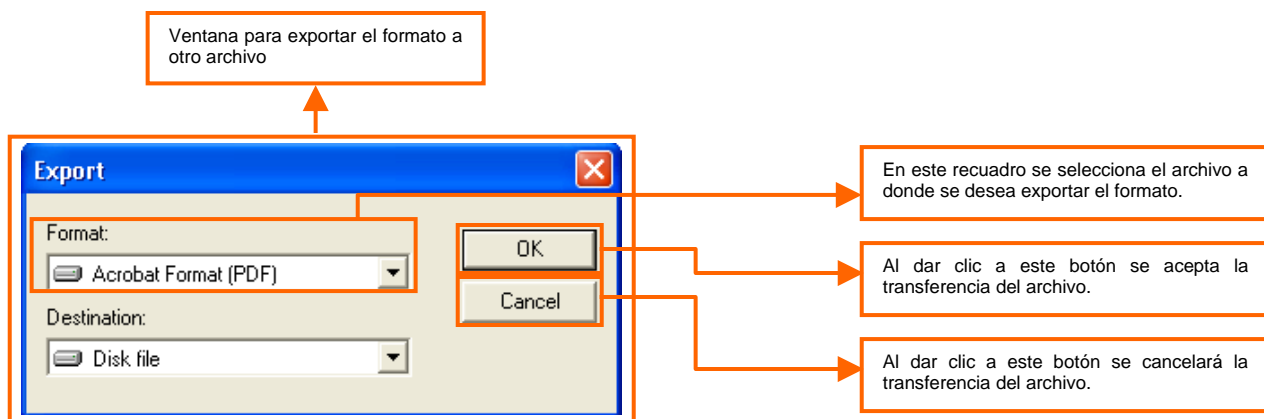 Ventana para exportar el formato a
otro archivo
Export
Format:
Acrobat Format (PDF)
Destination:
Disk file
OK
Cancel
En este recuadro se selecciona el archivo a
donde se desea exportar el formato.
Al dar clic a este botón se acepta la
transferencia del archivo.
Al dar clic a este botón se cancelará la
transferencia del archivo.